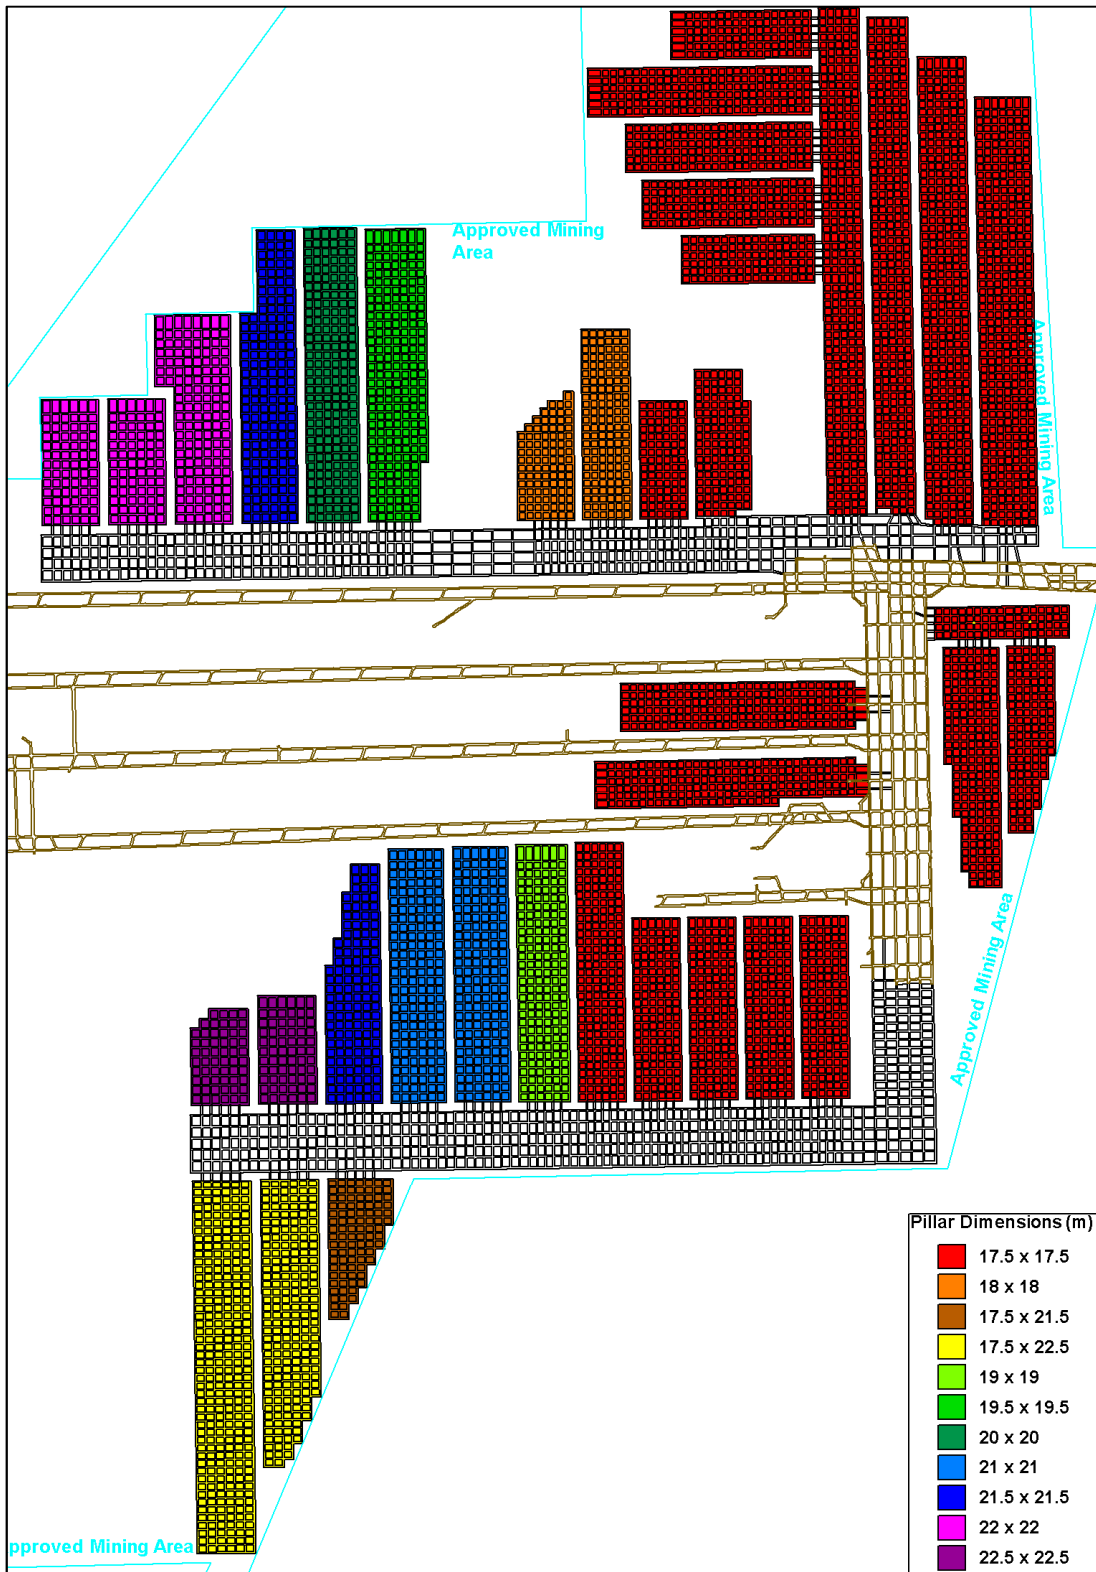 Approved Mining
Area
Approved Mining Area
Approved Mining Area
pproved Mining Area
Pillar Dimensions (m)
17.5 x 17.5
18 x 18
17.5 x 21.5
17.5 x 22.5
19 x 19
19.5 x 19.5
20 x 20
21 x 21
21.5 x 21.5
22 x 22
22.5 x 22.5